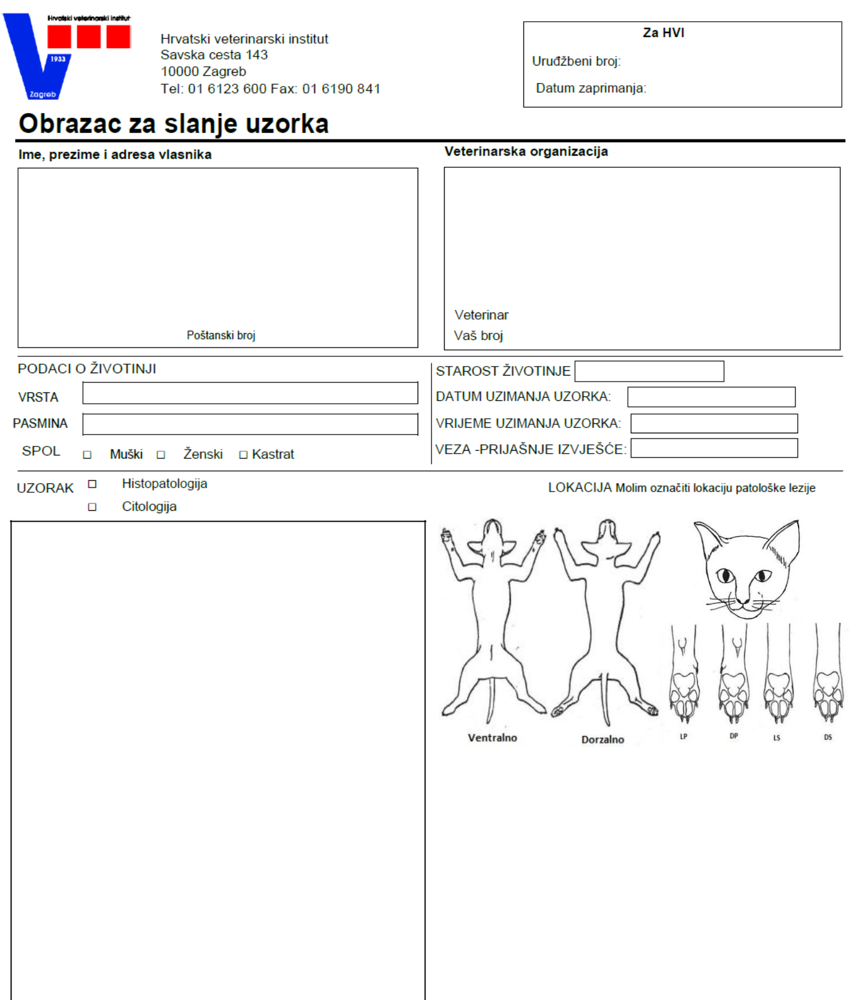 Hrvatski veterinarski institut
1933
Zagreb
Hrvatski veterinarski institut
Savska cesta 143
10000 Zagreb
Tel: 01 6123 600 Fax: 01 6190 841
Za HVI
Urudžbeni broj:
Datum zaprimanja:
Obrazac za slanje uzorka
Ime, prezime i adresa vlasnika
Poštanski broj
Veterinarska organizacija
Veterinar
Vaš broj
PODACI O ŽIVOTINJI
VRSTA
PASMINA
SPOL □ Muški □ Ženski □ Kastrat
STAROST ŽIVOTINJE
DATUM UZIMANJA UZORKA:
VRIJEME UZIMANJA UZORKA:
VEZA -PRIJAŠNJE IZVJEŠĆE:
UZORAK □ Histopatologija
□ Citologija
LOKACIJA Molim označiti lokaciju patološke lezije
Ventralno
Dorzalno
LP
DP
LS
DS